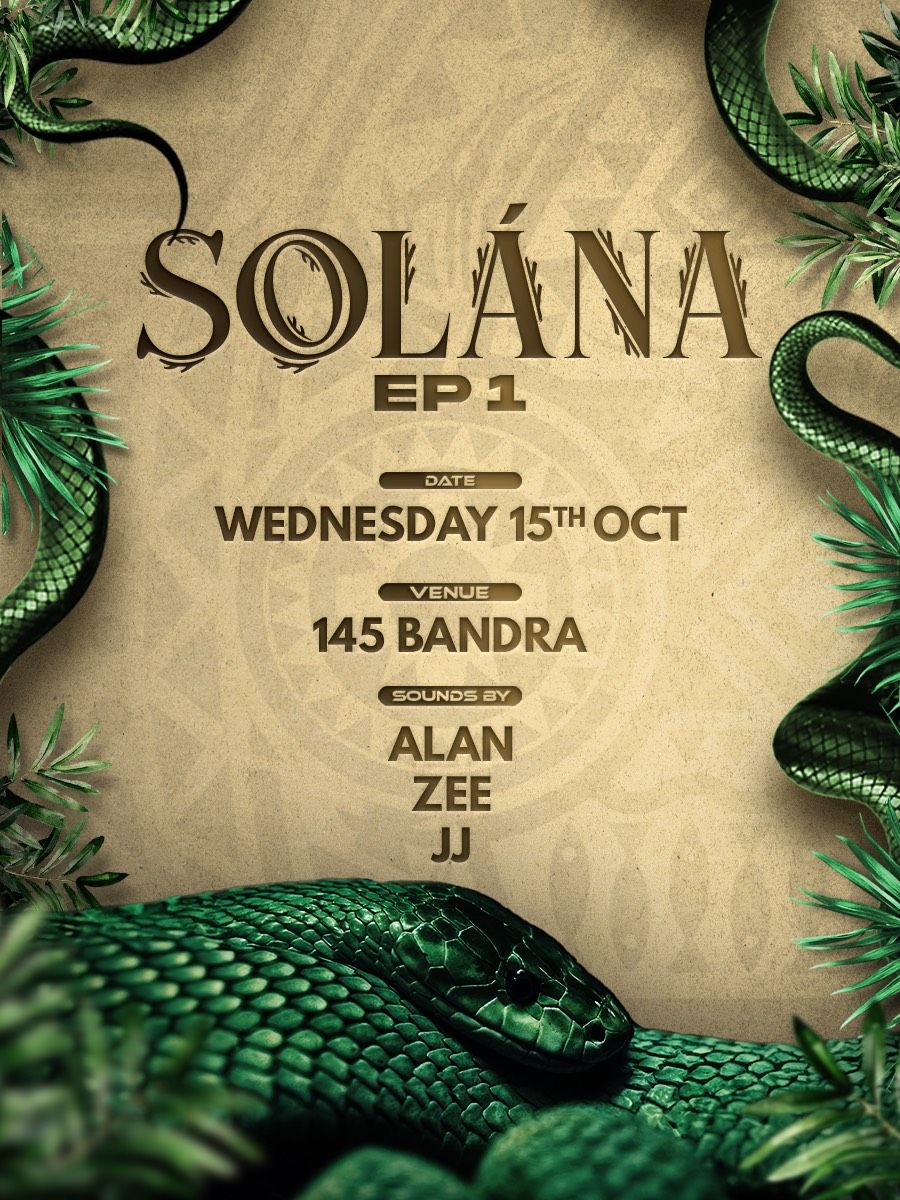 SOLÁNA
EP 1
DATE
WEDNESDAY 15TH OCT
VENUE
145 BANDRA
SOUNDS BY
ALAN
ZEE
JJ